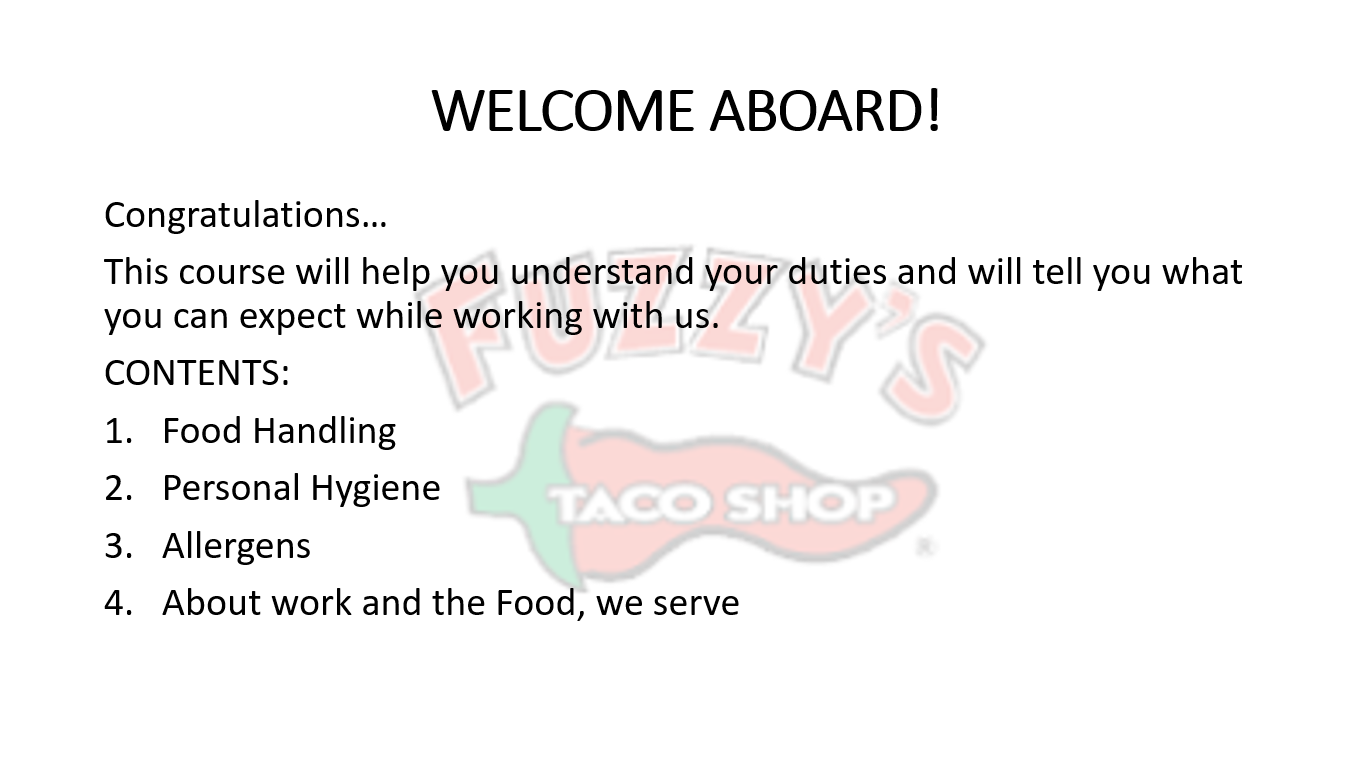 WELCOME ABOARD!
Congratulations…
This course will help you understand your duties and will tell you what
you can expect while working with us.
CONTENTS:
1. Food Handling
2. Personal Hygiene
3. Allergens
4. About work and the Food, we serve
FUZZY'S
TACO SHOP
®